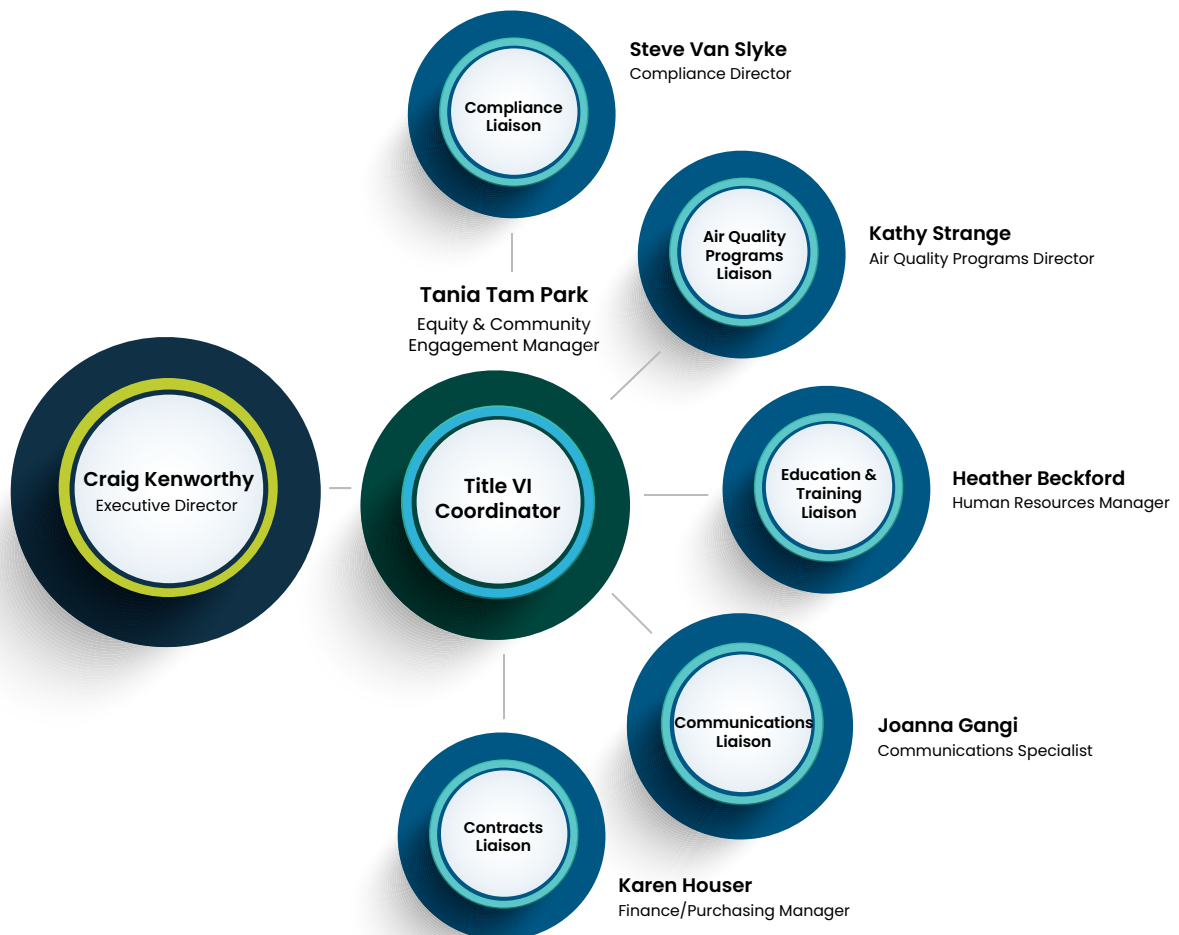 Steve Van Slyke
Compliance Director
Compliance
Liaison
Kathy Strange
Air Quality Programs Director
Air Quality
Programs
Liaison
Tania Tam Park
Equity & Community
Engagement Manager
Craig Kenworthy
Executive Director
Title VI
Coordinator
Education &
Training
Liaison
Heather Beckford
Human Resources Manager
Communications
Liaison
Joanna Gangi
Communications Specialist
Contracts
Liaison
Karen Houser
Finance/Purchasing Manager